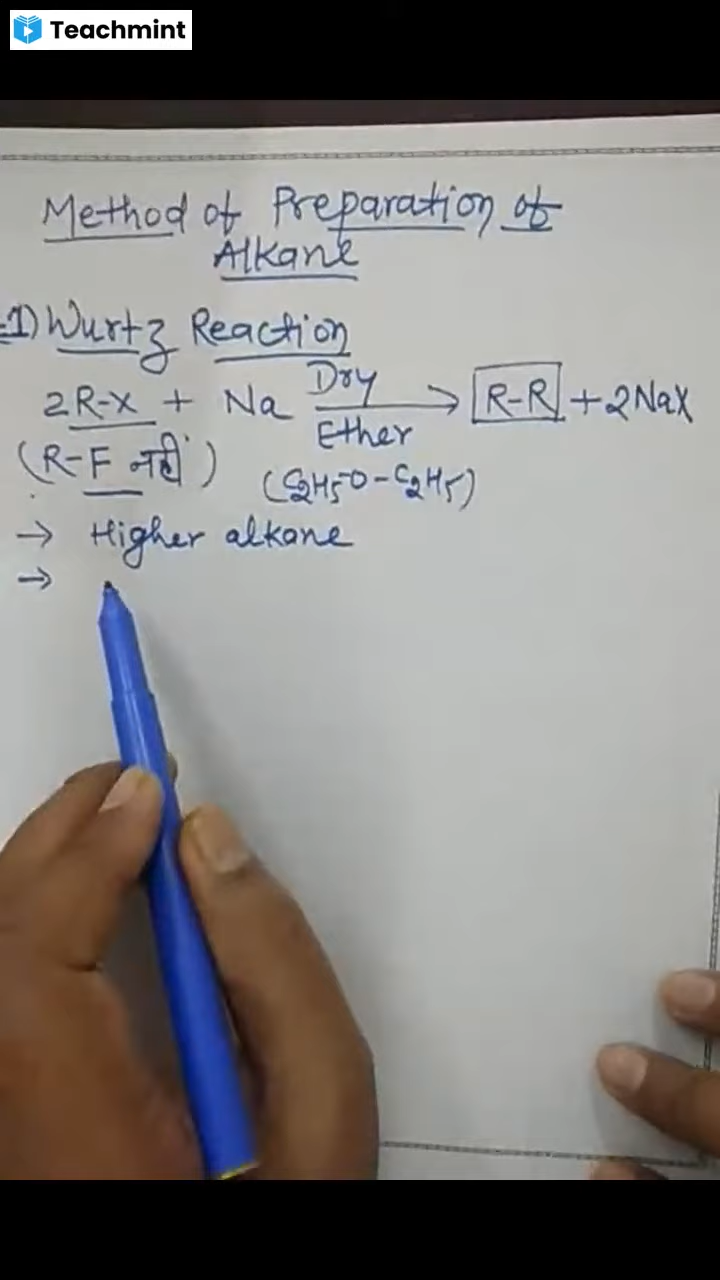 Teachmint
Method of Preparation of
Alkane
1) Wurtz Reaction
2R-X + Na Dry → R-R + 2NaX
Ether
(R-F नहीं) (C2H5-O-C2H5)
→ Higher alkane
→